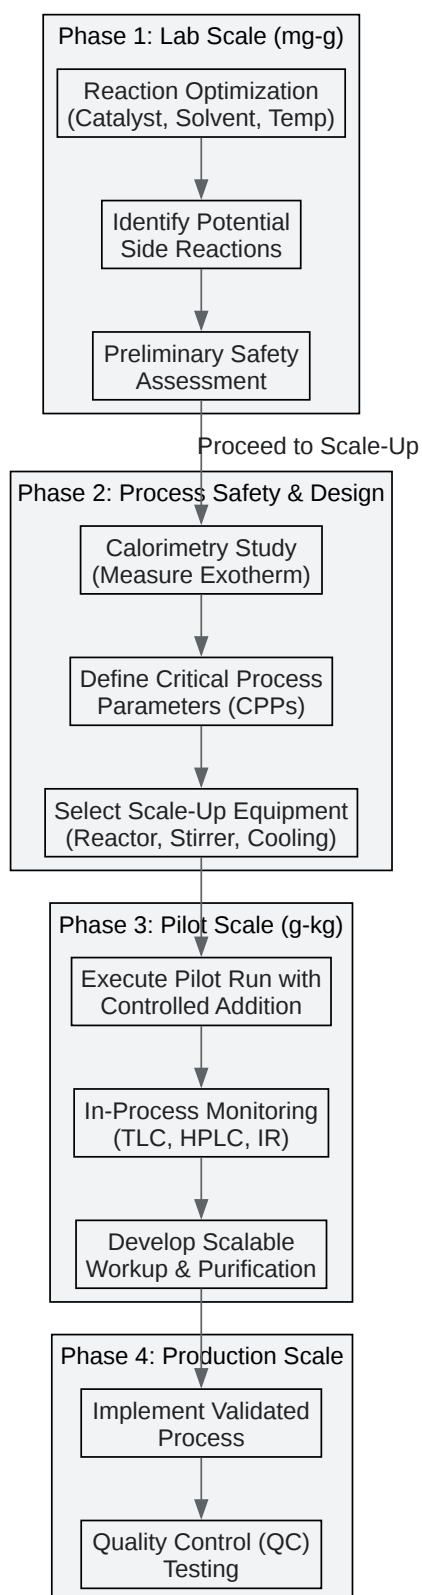 Phase 1: Lab Scale (mg-g)
Reaction Optimization
(Catalyst, Solvent, Temp)
Identify Potential
Side Reactions
Preliminary Safety
Assessment
Proceed to Scale-Up
Phase 2: Process Safety & Design
Calorimetry Study
(Measure Exotherm)
Define Critical Process
Parameters (CPPs)
Select Scale-Up Equipment
(Reactor, Stirrer, Cooling)
Phase 3: Pilot Scale (g-kg)
Execute Pilot Run with
Controlled Addition
In-Process Monitoring
(TLC, HPLC, IR)
Develop Scalable
Workup & Purification
Phase 4: Production Scale
Implement Validated
Process
Quality Control (QC)
Testing